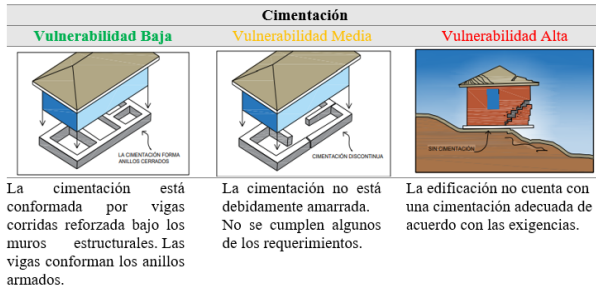 Cimentación
Vulnerabilidad Baja
Vulnerabilidad Media
Vulnerabilidad Alta
LA CIMENTACIÓN FORMA
ANILLOS CERRADOS
CIMENTACIÓN DISCONTINUA
SIN CIMENTACIÓN
La cimentación está
conformada por vigas
corridas reforzada bajo los
muros estructurales. Las
vigas conforman los anillos
armados.
La cimentación no está
debidamente amarrada.
No se cumplen algunos
de los requerimientos.
La edificación no cuenta con
una cimentación adecuada de
acuerdo con las exigencias.